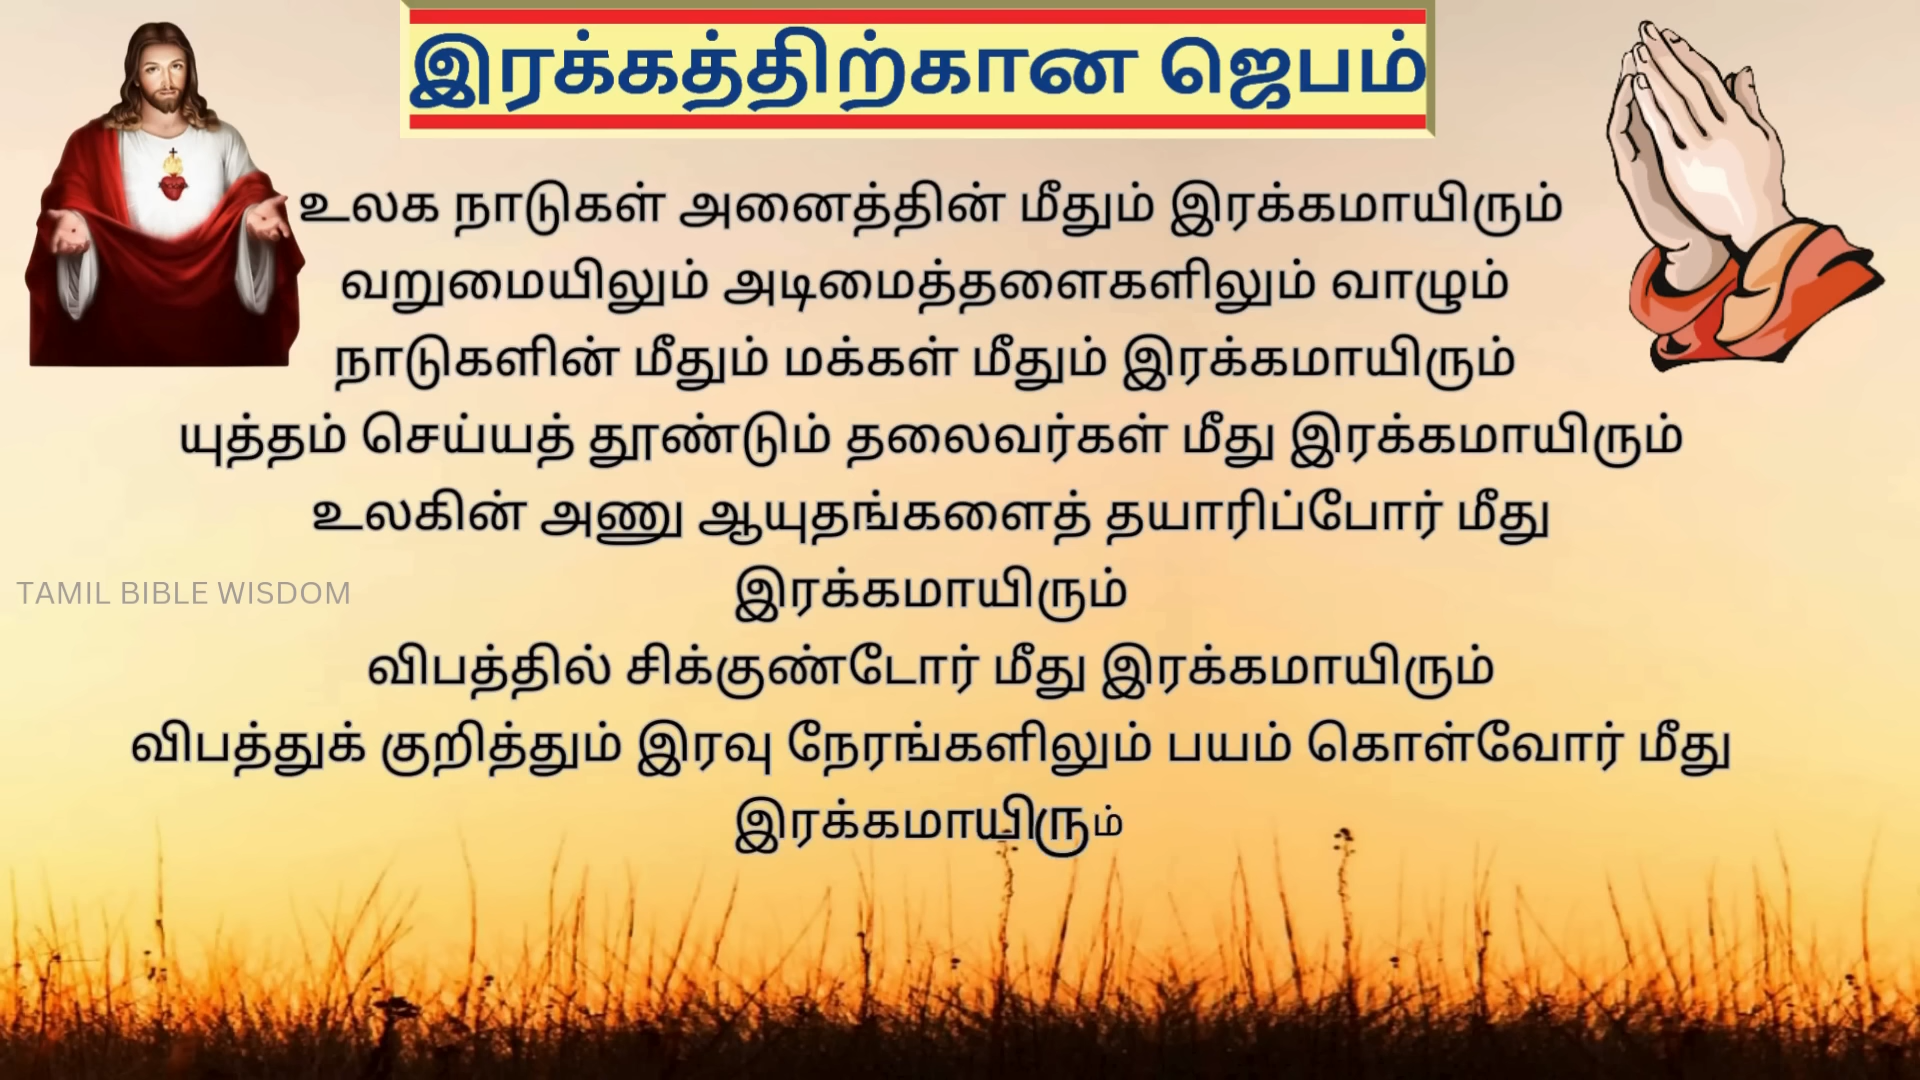 இரக்கத்திற்கான ஜெபம்
உலக நாடுகள் அனைத்தின் மீதும் இரக்கமாயிரும்
வறுமையிலும் அடிமைத்தளைகளிலும் வாழும்
நாடுகளின் மீதும் மக்கள் மீதும் இரக்கமாயிரும்
யுத்தம் செய்யத் தூண்டும் தலைவர்கள் மீது இரக்கமாயிரும்
உலகின் அணு ஆயுதங்களைத் தயாரிப்போர் மீது
இரக்கமாயிரும்
TAMIL BIBLE WISDOM
விபத்தில் சிக்குண்டோர் மீது இரக்கமாயிரும்
விபத்துக் குறித்தும் இரவு நேரங்களிலும் பயம் கொள்வோர் மீது
இரக்கமாயிரும்